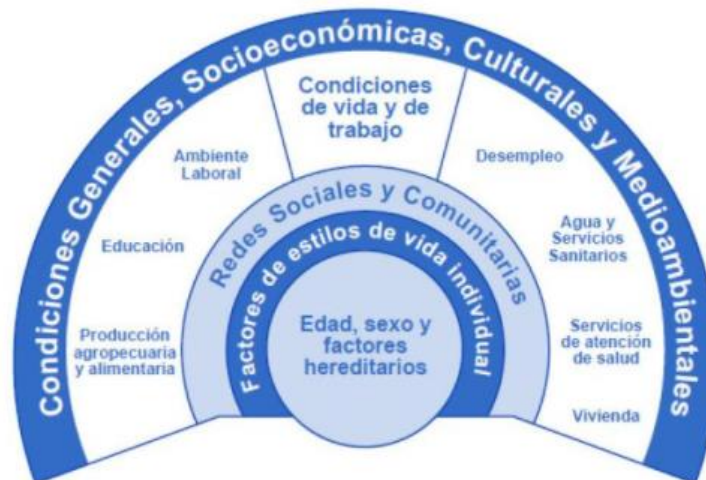 Condiciones Generales, Socioeconómicas, Culturales y Medioambientales
Condiciones
de vida y de
trabajo
Ambiente
Laboral
Desempleo
Educación
Agua y
Servicios
Sanitarios
Producción
agropecuaria
y alimentaria
Servicios
de atención
de salud
Vivienda
Redes Sociales y Comunitarias
Factores de estilos de vida individual
Edad, sexo y
factores
hereditarios